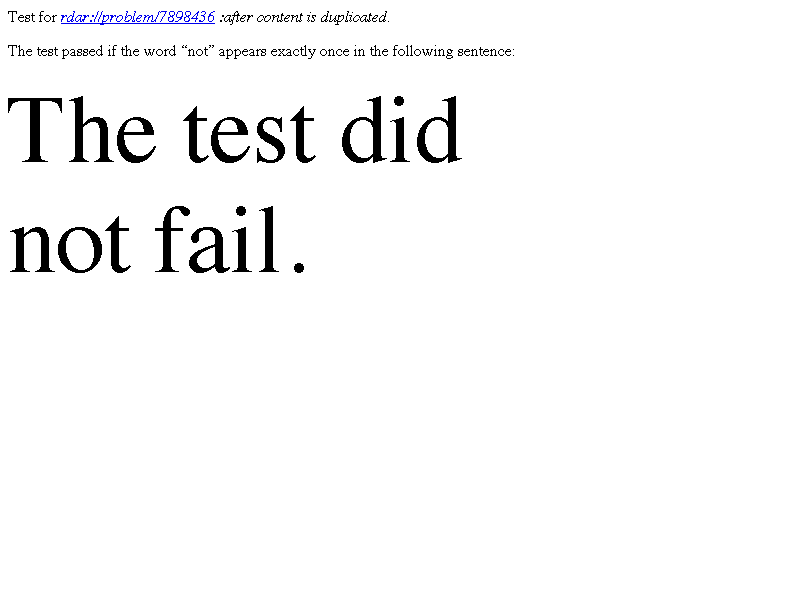 Test for rdar://problem/7898436 :after content is duplicated.
The test passed if the word “not” appears exactly once in the following sentence:
The test did
not fail.